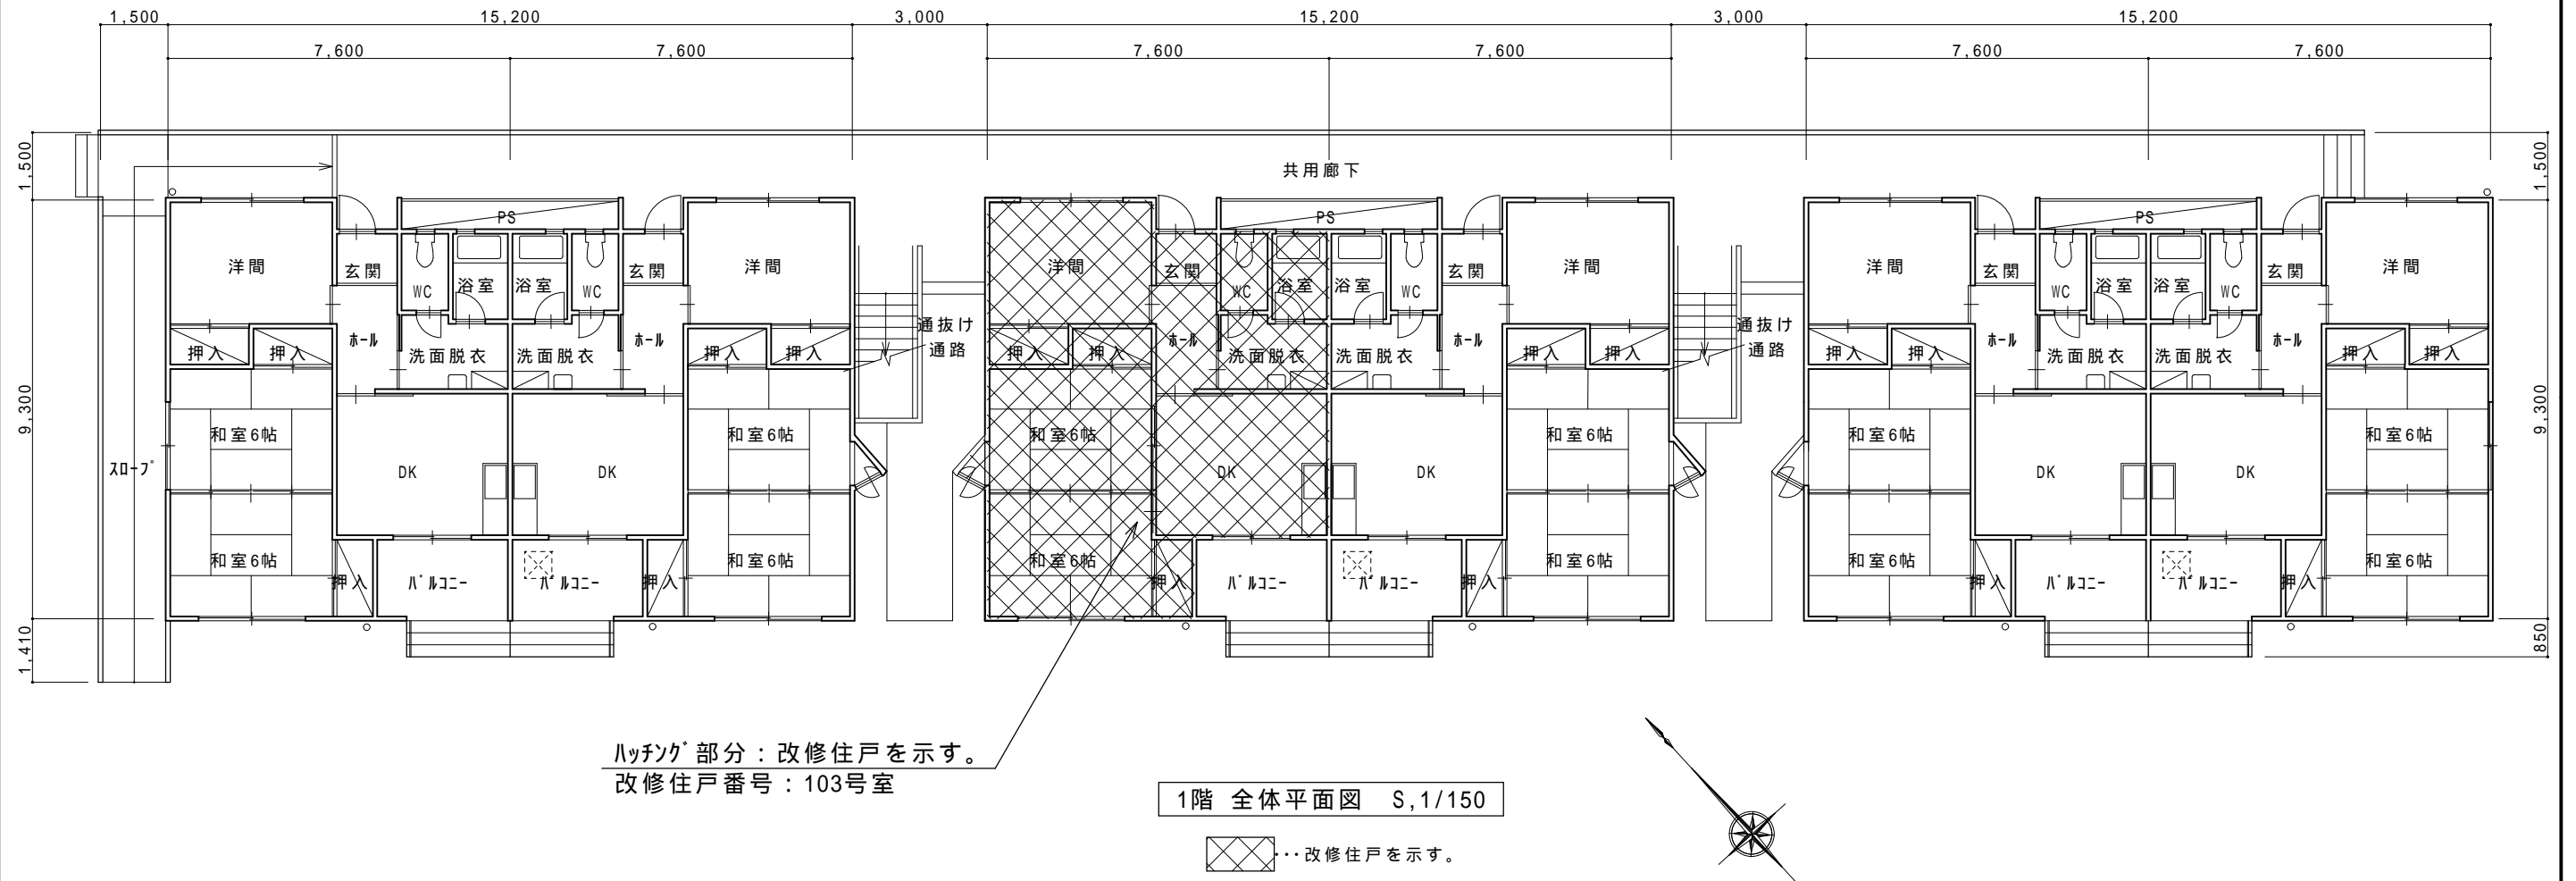 1,500 15,200 3,000 15,200 3,000 15,200
7,600 7,600 7,600 7,600 7,600 7,600
1,500 共用廊下 1,500
PS PS PS
洋間 玄関 WC 浴室 浴室 WC 玄関 洋間 洋間 玄関 WC 浴室 浴室 WC 玄関 洋間 洋間 玄関 WC 浴室 浴室 WC 玄関 洋間
通抜け 通抜け
通路 通路
押入 押入 ホール 洗面脱衣 洗面脱衣 ホール 押入 押入 押入 押入 ホール 洗面脱衣 洗面脱衣 ホール 押入 押入 押入 押入 ホール 洗面脱衣 洗面脱衣 ホール 押入 押入
9,300 9,300
和室6帖 和室6帖 和室6帖 和室6帖 和室6帖 和室6帖
スロープ DK DK DK DK DK DK
和室6帖 和室6帖 和室6帖 和室6帖 和室6帖 和室6帖
押入 バルコニー バルコニー 押入 押入 バルコニー バルコニー 押入 押入 バルコニー バルコニー 押入
1,410 850
ハッチング部分：改修住戸を示す。
改修住戸番号：103号室
1階 全体平面図 S,1/150
･･･改修住戸を示す。